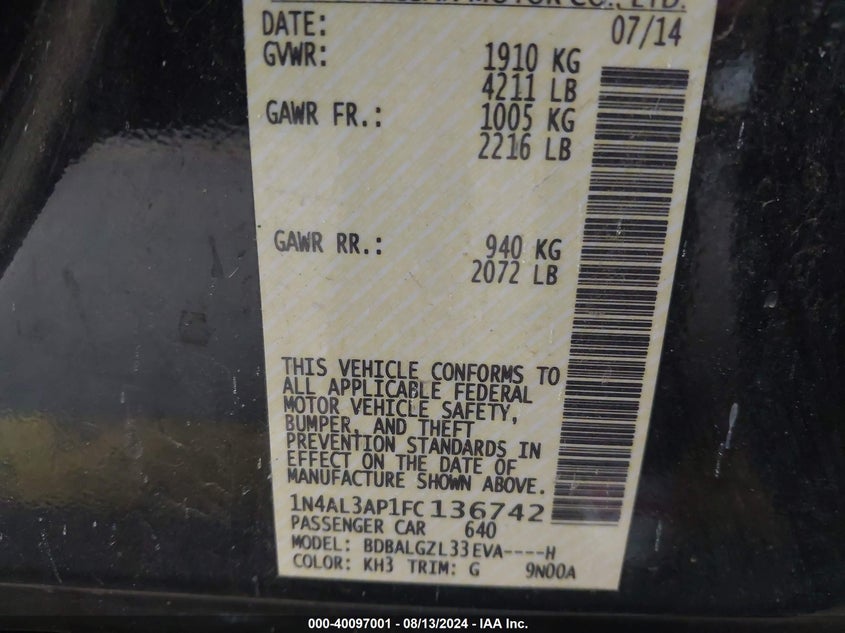 MOTOR CO., LTD.
DATE: 07/14
GVWR: 1910 KG
4211 LB
GAWR FR.: 1005 KG
2216 LB
GAWR RR.: 940 KG
2072 LB
THIS VEHICLE CONFORMS TO
ALL APPLICABLE FEDERAL
MOTOR VEHICLE SAFETY,
BUMPER, AND THEFT
PREVENTION STANDARDS IN
EFFECT ON THE DATE OF
MANUFACTURE SHOWN ABOVE.
1N4AL3AP1FC136742
PASSENGER CAR 640
MODEL: BDBALGZL33EVA----H
COLOR: KH3 TRIM: G 9N00A
000-40097001 - 08/13/2024 - IAA Inc.